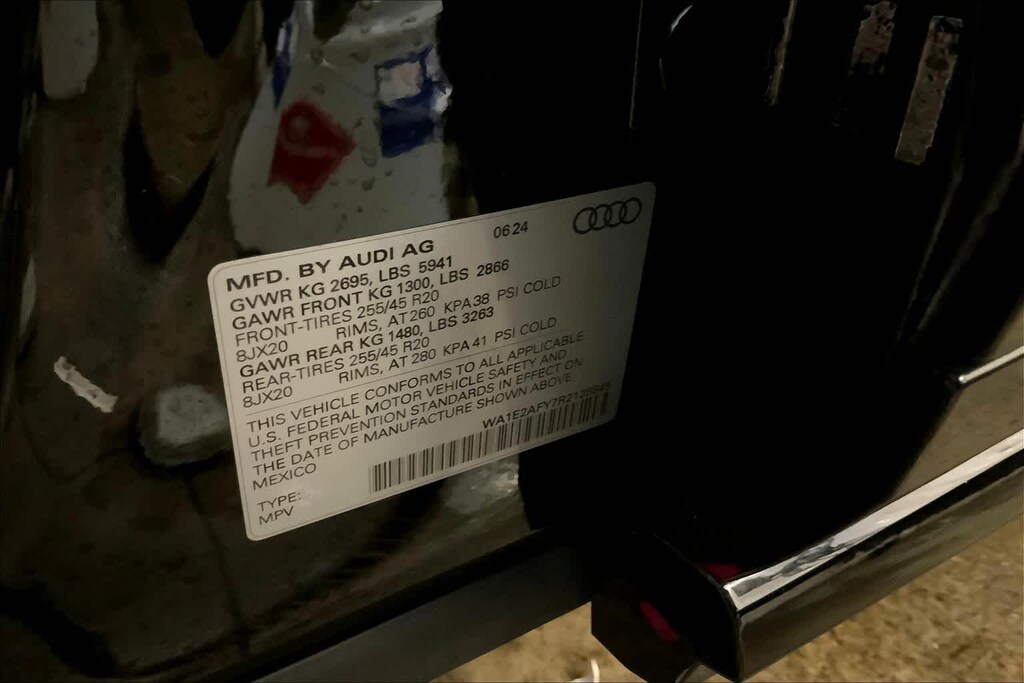 MFD. BY AUDI AG 06 24
GVWR KG 2695, LBS 5941
GAWR FRONT KG 1300, LBS 2866
FRONT-TIRES 255/45 R20
8JX20 RIMS, AT 260 KPA 38 PSI COLD
GAWR REAR KG 1480, LBS 3263
REAR-TIRES 255/45 R20
8JX20 RIMS, AT 280 KPA 41 PSI COLD
THIS VEHICLE CONFORMS TO ALL APPLICABLE
U.S. FEDERAL MOTOR VEHICLE SAFETY AND
THEFT PREVENTION STANDARDS IN EFFECT ON
THE DATE OF MANUFACTURE SHOWN ABOVE.
MEXICO
TYPE:
MPV